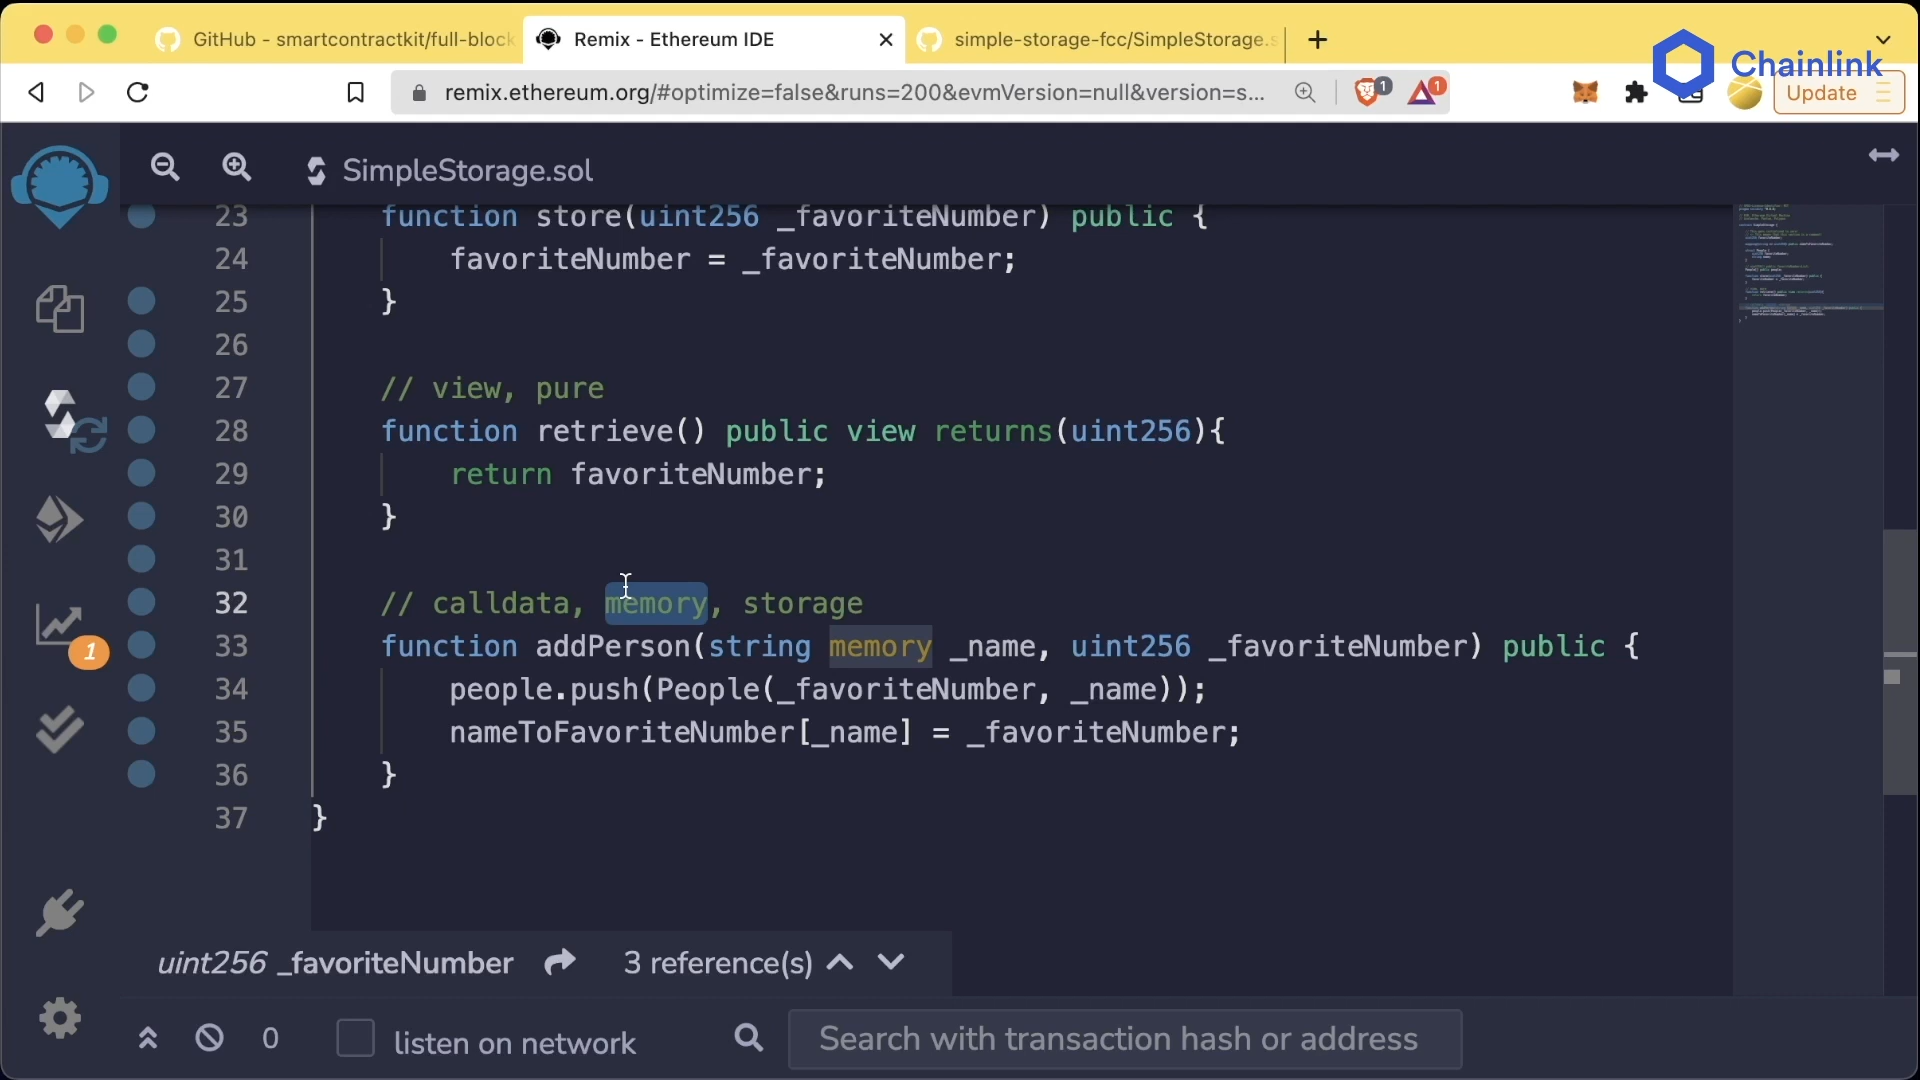 GitHub - smartcontractkit/full-block
Remix - Ethereum IDE
simple-storage-fcc/SimpleStorage.s
Chainlink
remix.ethereum.org/#optimize=false&runs=200&evmVersion=null&version=s...
1
1
Update
SimpleStorage.sol
23 function store(uint256 _favoriteNumber) public {
24 favoriteNumber = _favoriteNumber;
25 }
26
27 // view, pure
28 function retrieve() public view returns(uint256){
29 return favoriteNumber;
30 }
31
32 // calldata, memory, storage
33 function addPerson(string memory _name, uint256 _favoriteNumber) public {
34 people.push(People(_favoriteNumber, _name));
35 nameToFavoriteNumber[_name] = _favoriteNumber;
36 }
37 }
1
uint256 _favoriteNumber 3 reference(s)
0 listen on network Search with transaction hash or address